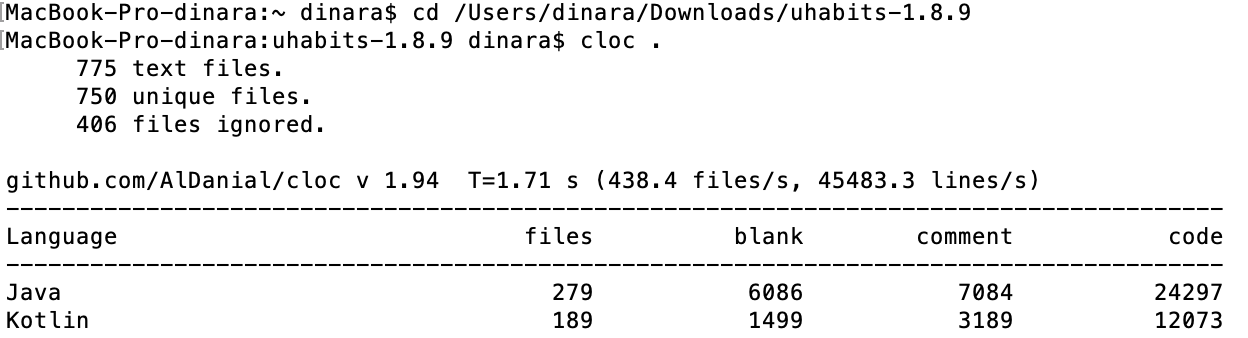 [MacBook-Pro-dinara:~ dinara$ cd /Users/dinara/Downloads/uhabits-1.8.9
[MacBook-Pro-dinara:uhabits-1.8.9 dinara$ cloc .
     775 text files.
     750 unique files.
     406 files ignored.

github.com/AlDanial/cloc v 1.94  T=1.71 s (438.4 files/s, 45483.3 lines/s)
---------------------------------------------------------------------------------------
Language                             files          blank        comment           code
---------------------------------------------------------------------------------------
Java                                   279           6086           7084          24297
Kotlin                                 189           1499           3189          12073